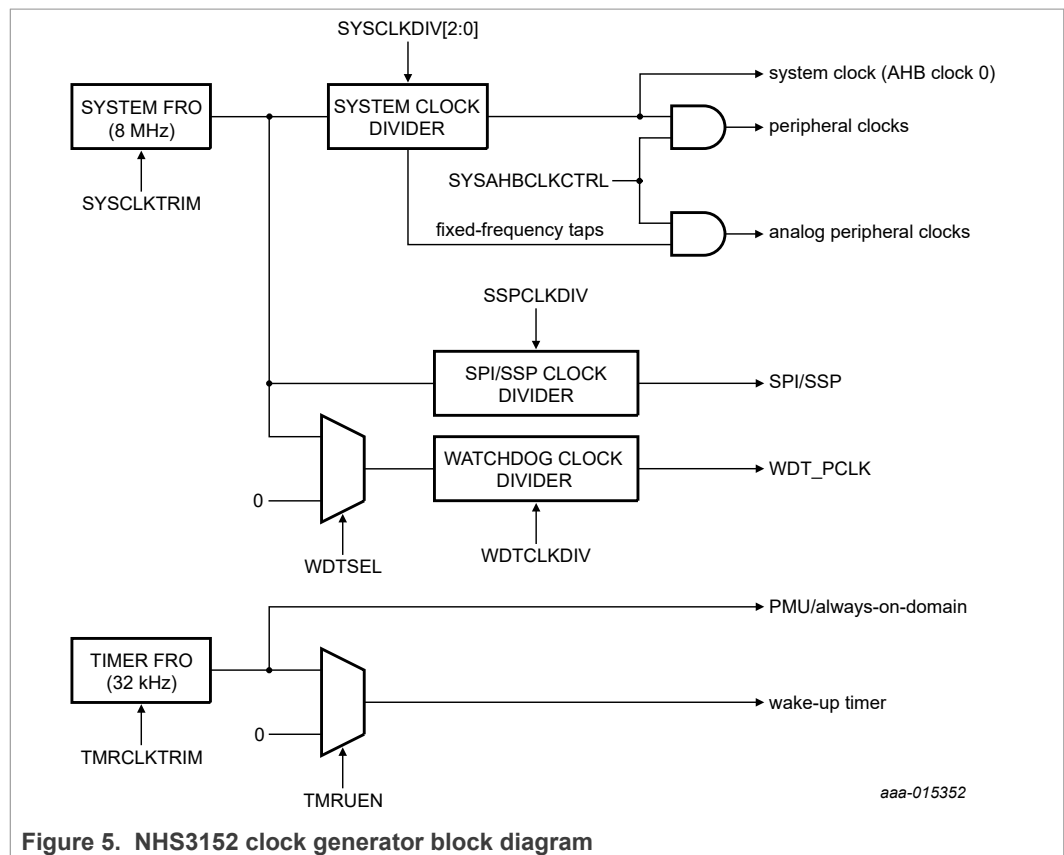 SYSCLKDIV[2:0]
SYSTEM FRO
(8 MHz)
SYSTEM CLOCK
DIVIDER
system clock (AHB clock 0)
peripheral clocks
SYSCLKTRIM
SYSAHBCLKCTRL
fixed-frequency taps
analog peripheral clocks
SSPCLKDIV
SPI/SSP CLOCK
DIVIDER
SPI/SSP
WATCHDOG CLOCK
DIVIDER
WDT_PCLK
0
WDTSEL
WDTCLKDIV
PMU/always-on-domain
TIMER FRO
(32 kHz)
wake-up timer
0
TMRCLKTRIM
TMRUEN
aaa-015352
Figure 5. NHS3152 clock generator block diagram